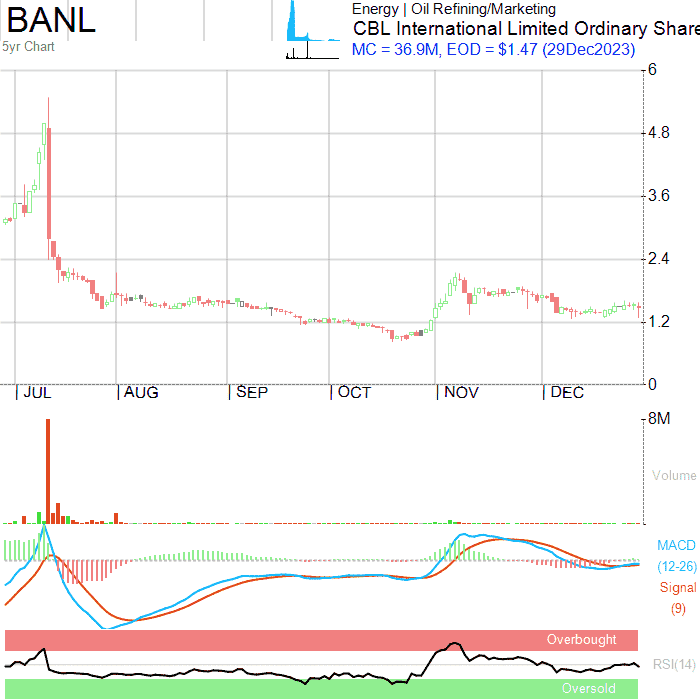 BANL
5yr Chart
Energy | Oil Refining/Marketing
CBL International Limited Ordinary Share
MC = 36.9M, EOD = $1.47 (29Dec2023)
6
4.8
3.6
2.4
1.2
0
JUL AUG SEP OCT NOV DEC
8M
Volume
MACD
(12-26)
Signal
(9)
Overbought
RSI(14)
Oversold